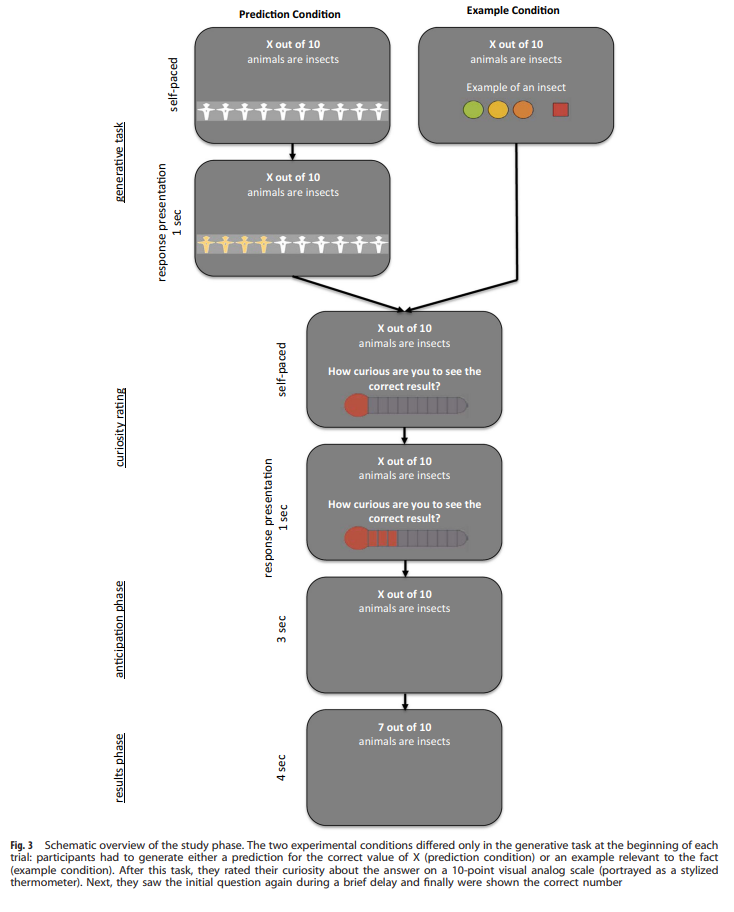 Prediction Condition
Example Condition
generative task
self-paced
X out of 10
animals are insects
X out of 10
animals are insects
Example of an insect
response presentation
1 sec
X out of 10
animals are insects
curiosity rating
self-paced
X out of 10
animals are insects
How curious are you to see the
correct result?
response presentation
1 sec
X out of 10
animals are insects
How curious are you to see the
correct result?
anticipation phase
3 sec
X out of 10
animals are insects
results phase
4 sec
7 out of 10
animals are insects
Fig. 3 Schematic overview of the study phase. The two experimental conditions differed only in the generative task at the beginning of each
trial: participants had to generate either a prediction for the correct value of X (prediction condition) or an example relevant to the fact
(example condition). After this task, they rated their curiosity about the answer on a 10-point visual analog scale (portrayed as a stylized
thermometer). Next, they saw the initial question again during a brief delay and finally were shown the correct number